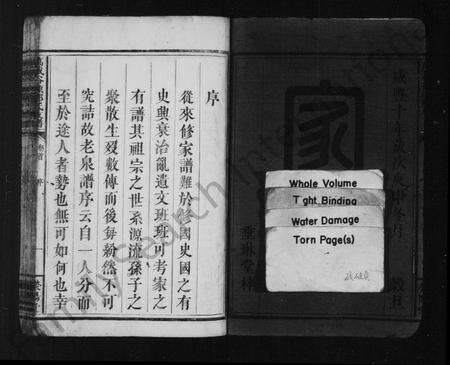 序
從來修家譜難於修國史國之有
史興衰治亂遺文班班可考家之
有譜其祖宗之世系源流孫子之
聚散生歿數傳而後每紛然不可
究詰故老泉譜序云自一人分而
至於途人者勢也無可如何也幸
家
Whole Volume
Tight Binding
Water Damage
Torn Page(s)